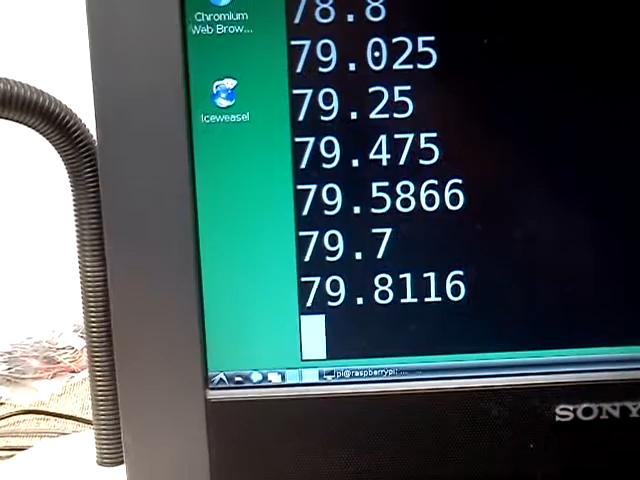 Chromium
Web Brow...
Iceweasel
78.8
79.025
79.25
79.475
79.5866
79.7
79.8116
pi@raspberrypi: ...
SONY